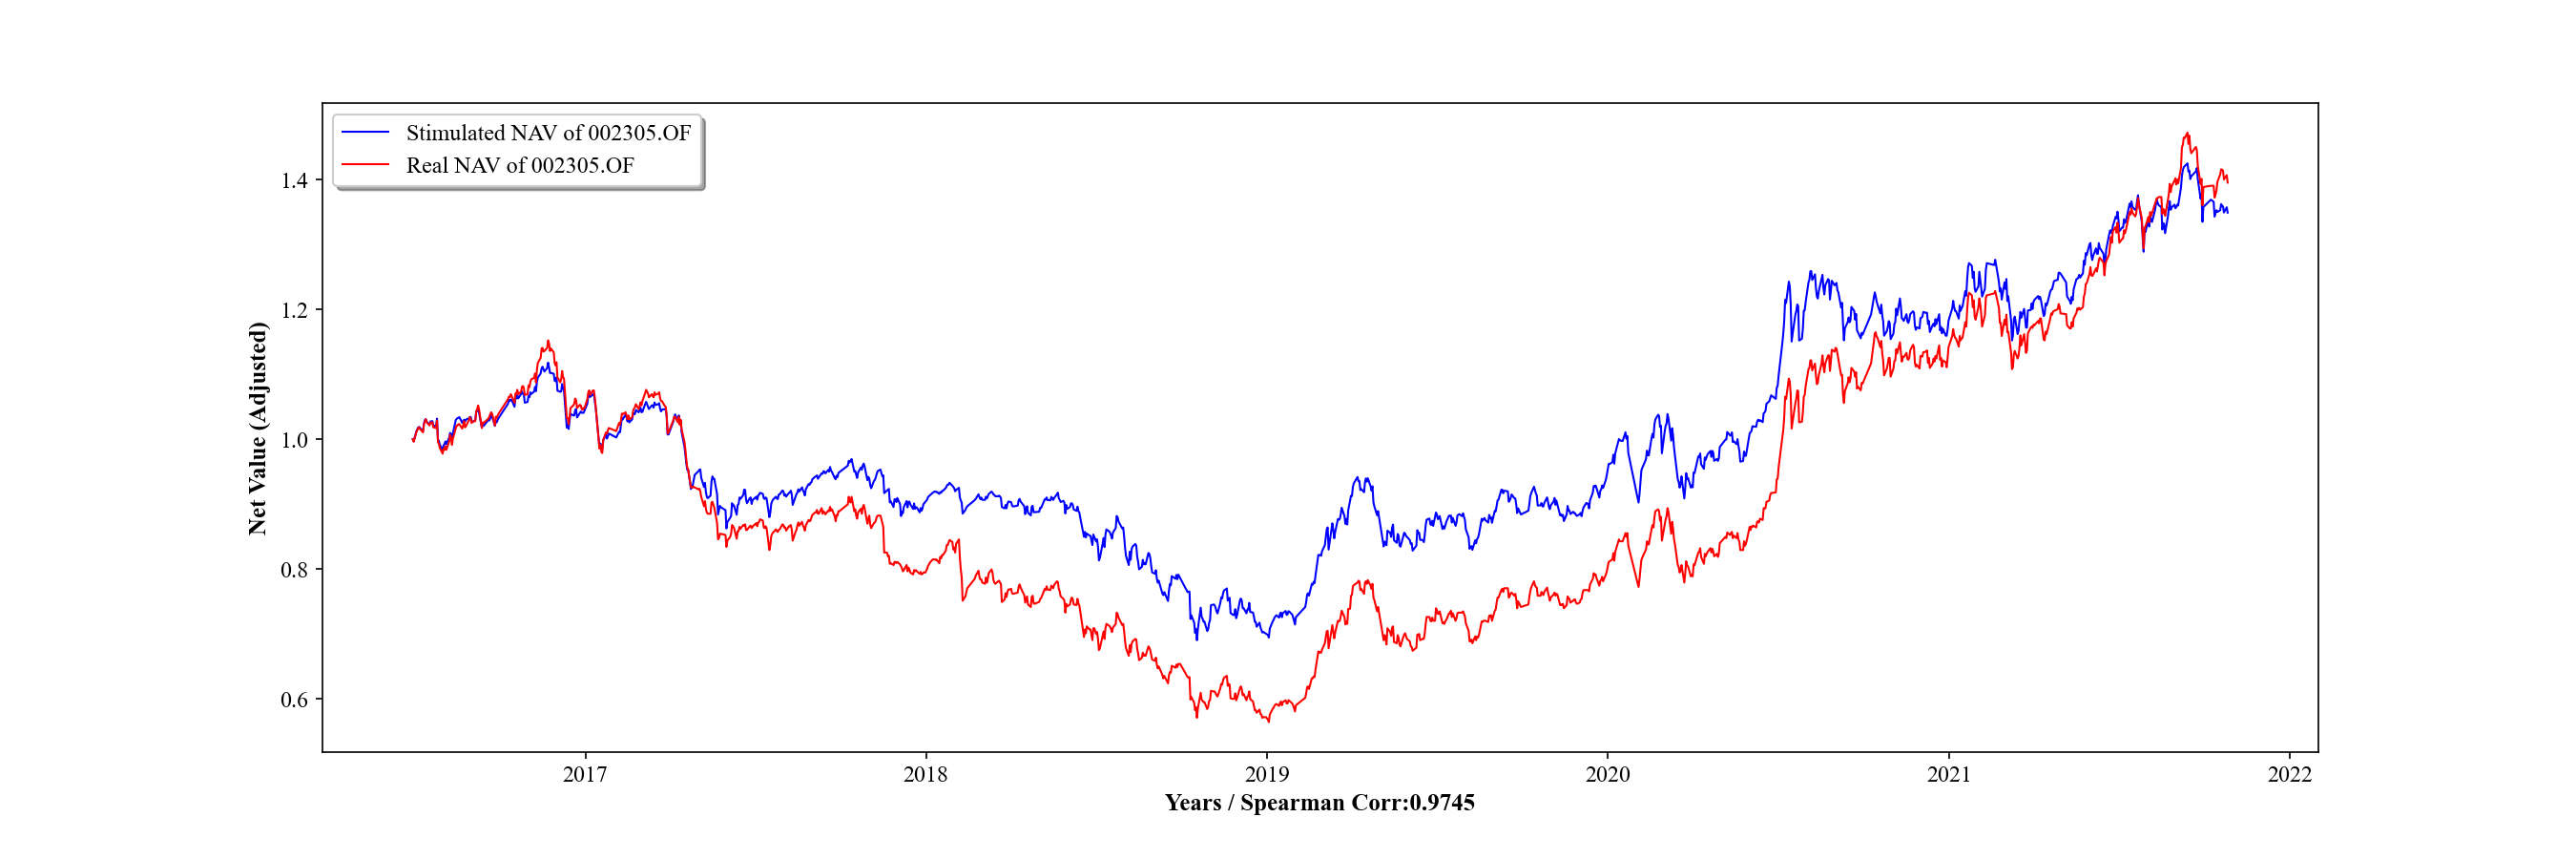 Stimulated NAV of 002305.OF
Real NAV of 002305.OF
Net Value (Adjusted)
1.4
1.2
1.0
0.8
0.6
2017 2018 2019 2020 2021 2022
Years / Spearman Corr:0.9745